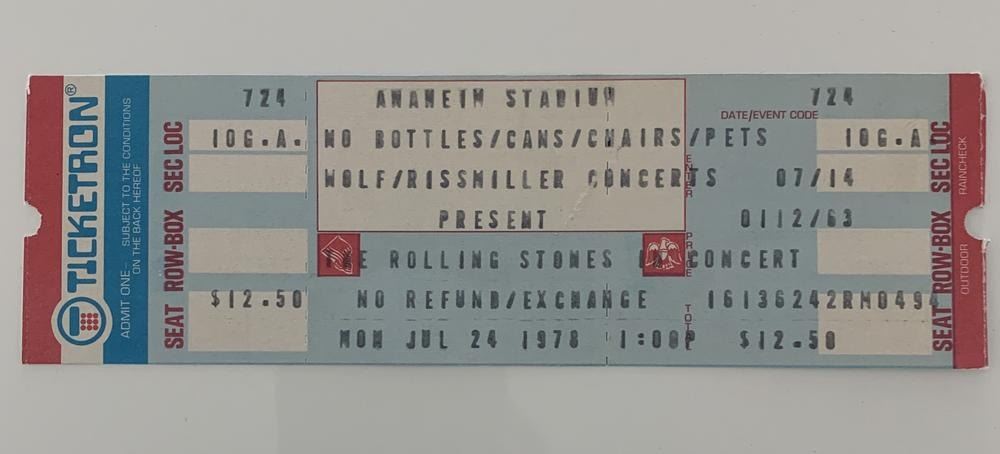 TICKETRON®
ADMIT ONE– SUBJECT TO THE CONDITIONS
ON THE BACK HEREOF
SEC LOC
ROW-BOX
SEAT
724
10G.A.
$12.50
ANAHEIM STADIUM
NO BOTTLES/CANS/CHAIRS/PETS
WOLF/RISSMILLER CONCERTS 07/14
PRESENT 0112/63
THE ROLLING STONES IN CONCERT
NO REFUND/EXCHANGE 16136242RM0494
MON JUL 24 1978 1:00P $12.50
724
DATE/EVENT CODE
10G.A
ENTER
PRICE
TOTAL
SEC LOC
ROW-BOX
SEAT
RAINCHECK
OUTDOOR